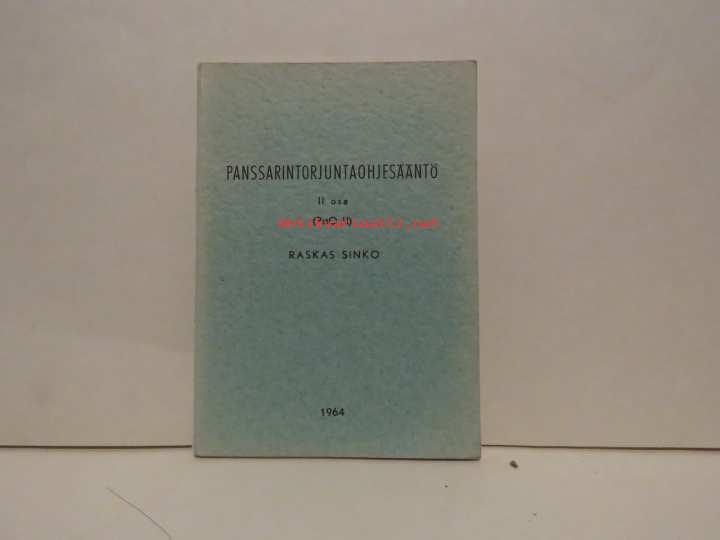 PANSSARINTORJUNTAOHJESÄÄNTÖ
II osa
RASKAS SINKO
1964